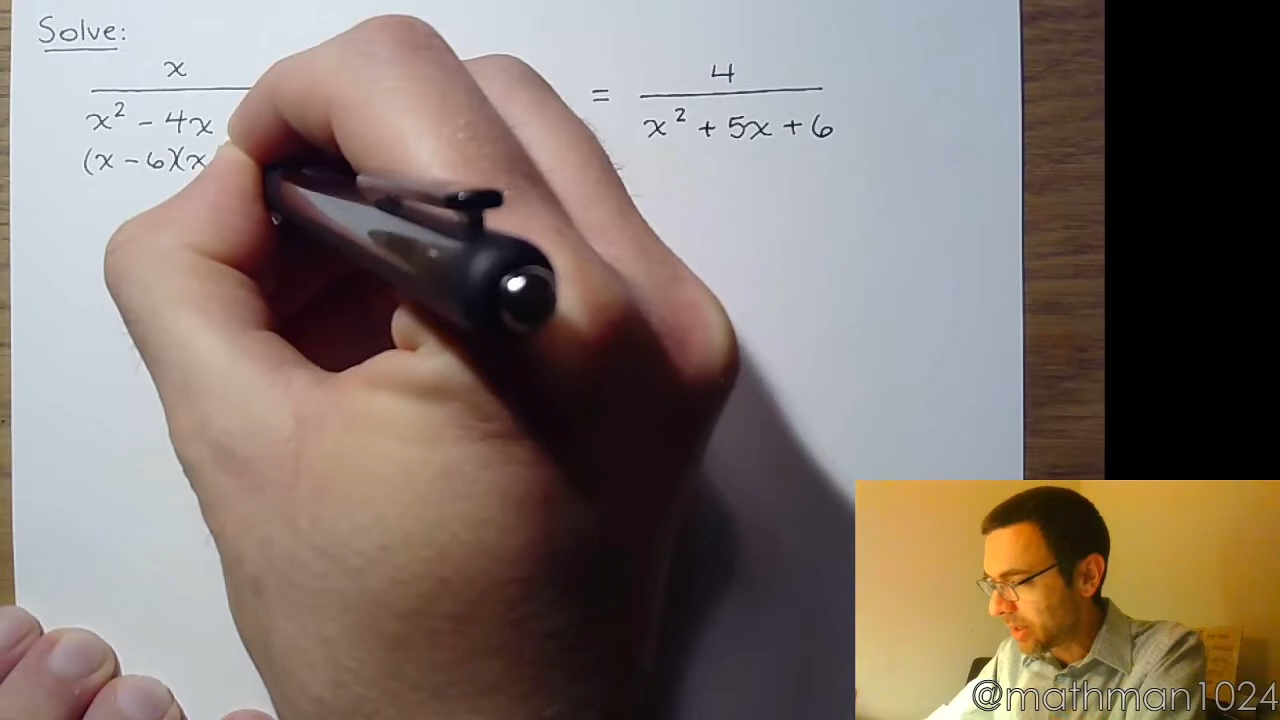 Solve:
x = 4
x² - 4x x² + 5x + 6
(x - 6)(x
@mathman1024